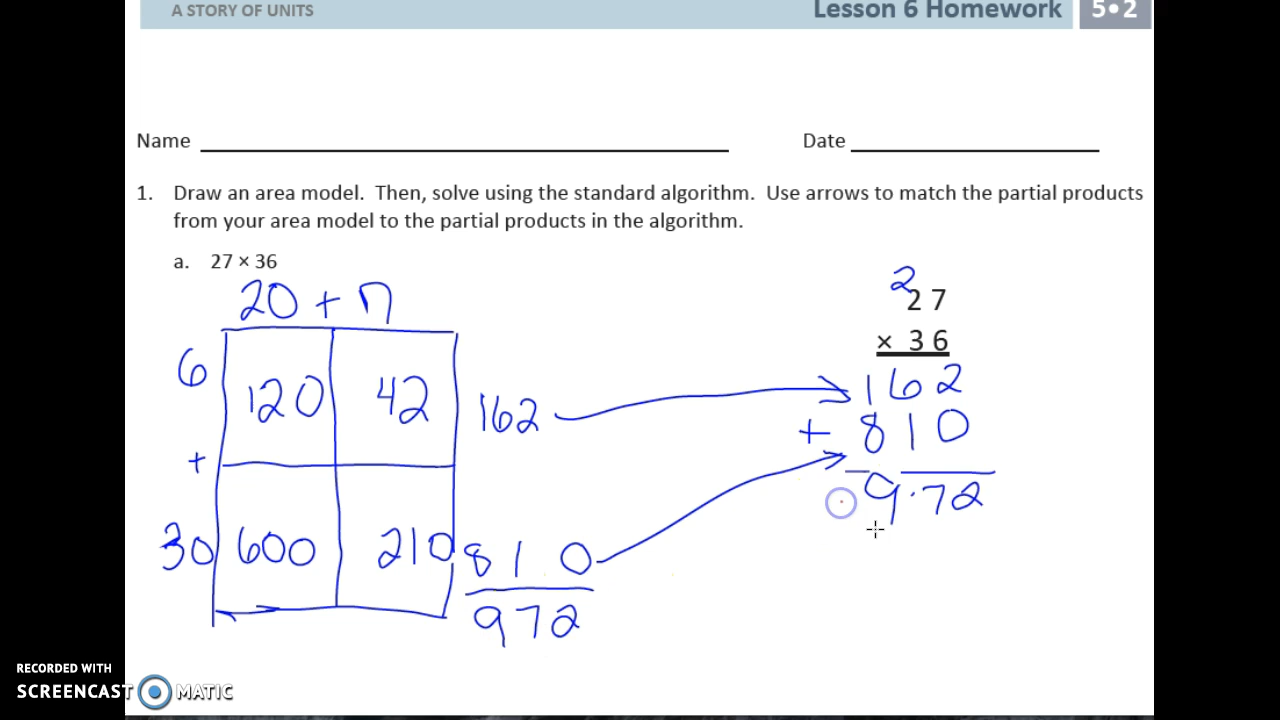 A STORY OF UNITS
Lesson 6 Homework 5•2
Name
Date
1. Draw an area model. Then, solve using the standard algorithm. Use arrows to match the partial products
from your area model to the partial products in the algorithm.
a. 27 × 36
20 + 7
6 120 42 162
+
30 600 210 810
972
2
27
× 36
162
+ 810
972
RECORDED WITH
SCREENCAST MATIC